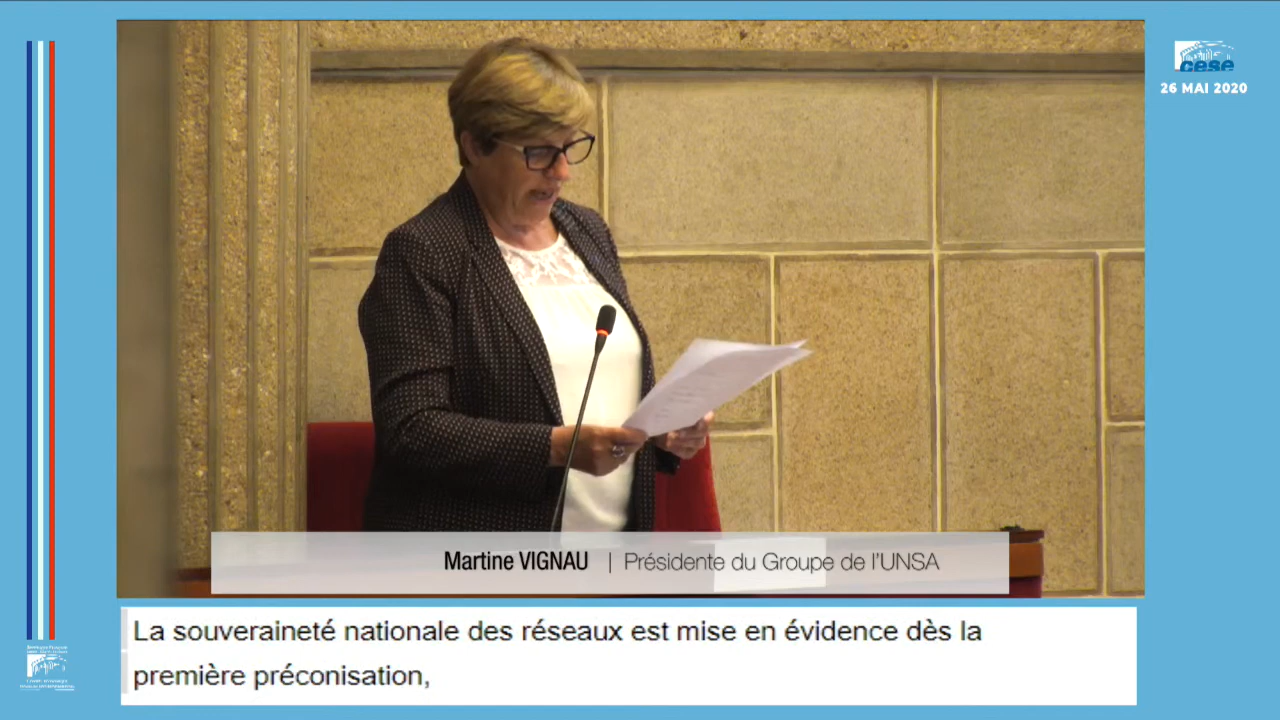 cese
26 MAI 2020
Martine VIGNAU | Présidente du Groupe de l'UNSA
La souveraineté nationale des réseaux est mise en évidence dès la
première préconisation,